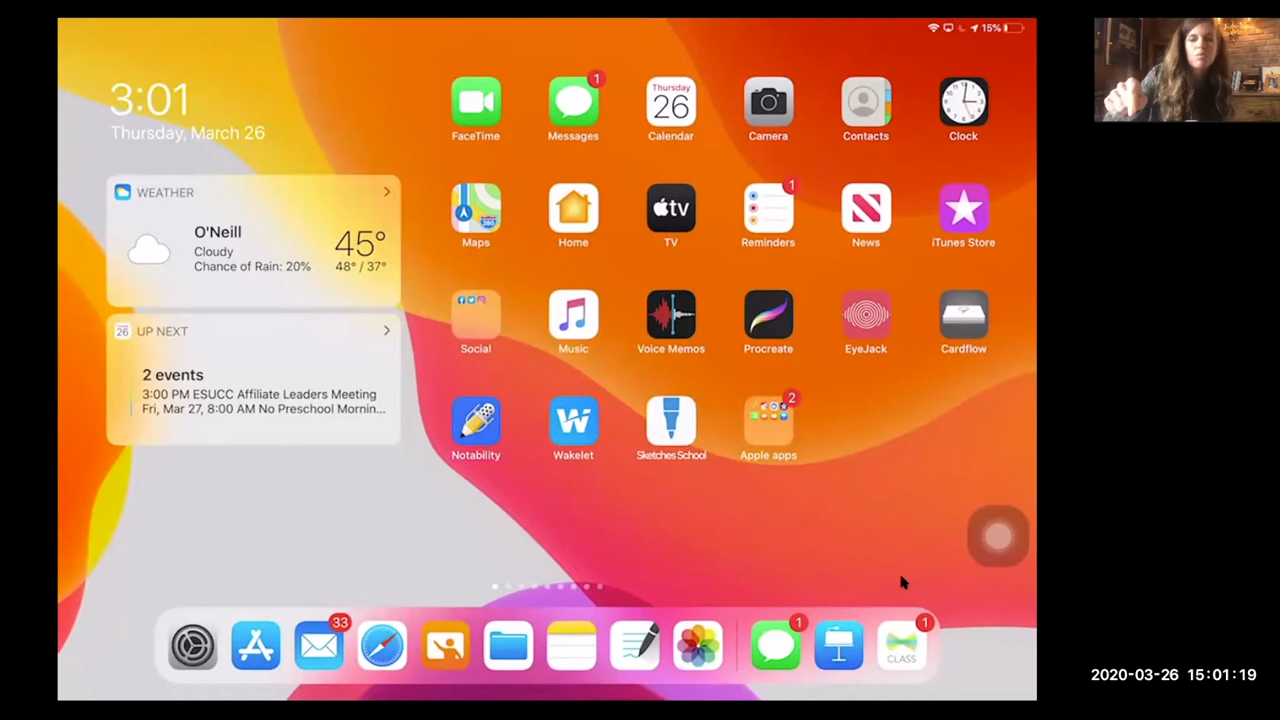 15%
3:01
Thursday, March 26
WEATHER
O'Neill
Cloudy
Chance of Rain: 20%
45°
48° / 37°
26 UP NEXT
2 events
3:00 PM ESUCC Affiliate Leaders Meeting
Fri, Mar 27, 8:00 AM No Preschool Mornin...
1
Thursday
26
FaceTime Messages Calendar Camera Contacts Clock
tv
1
Maps Home TV Reminders News iTunes Store
Social Music Voice Memos Procreate EyeJack Cardflow
2
Notability Wakelet Sketches School Apple apps
33
1
1
CLASS
2020-03-26 15:01:19